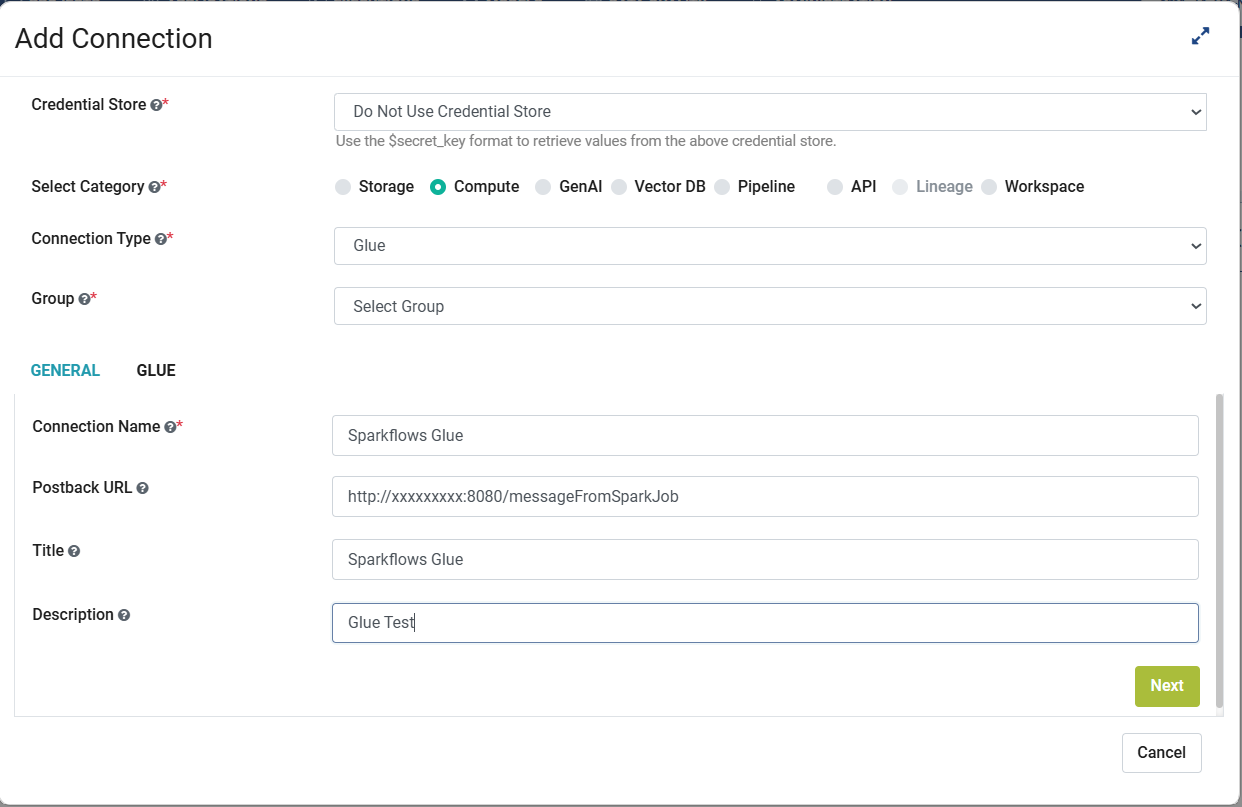 Add Connection
Credential Store *
Do Not Use Credential Store
Use the $secret_key format to retrieve values from the above credential store.
Select Category * Storage Compute GenAI Vector DB Pipeline API Lineage Workspace
Connection Type *
Glue
Group *
Select Group
GENERAL GLUE
Connection Name *
Sparkflows Glue
Postback URL
http://xxxxxxxxx:8080/messageFromSparkJob
Title
Sparkflows Glue
Description
Glue Test
Next
Cancel